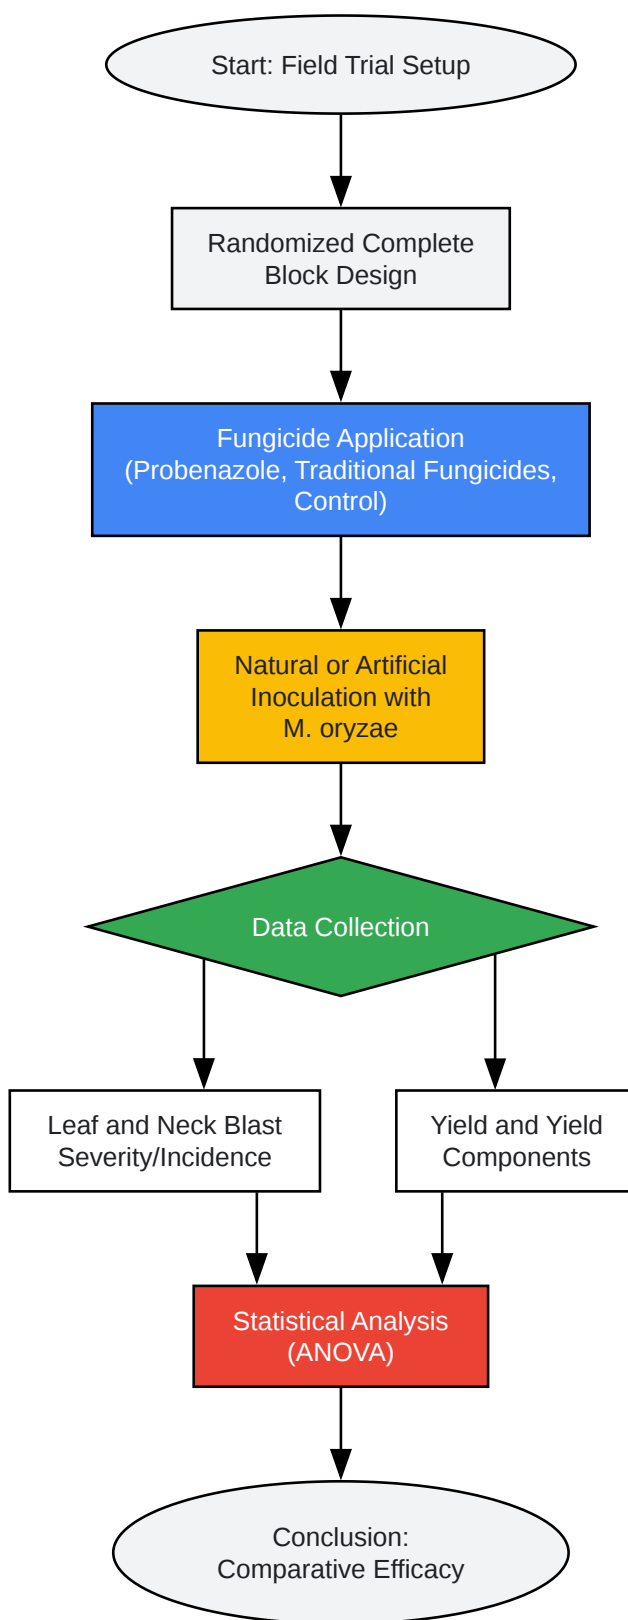 Start: Field Trial Setup
Randomized Complete
Block Design
Fungicide Application
(Probenazole, Traditional Fungicides,
Control)
Natural or Artificial
Inoculation with
M. oryzae
Data Collection
Leaf and Neck Blast
Severity/Incidence
Yield and Yield
Components
Statistical Analysis
(ANOVA)
Conclusion:
Comparative Efficacy